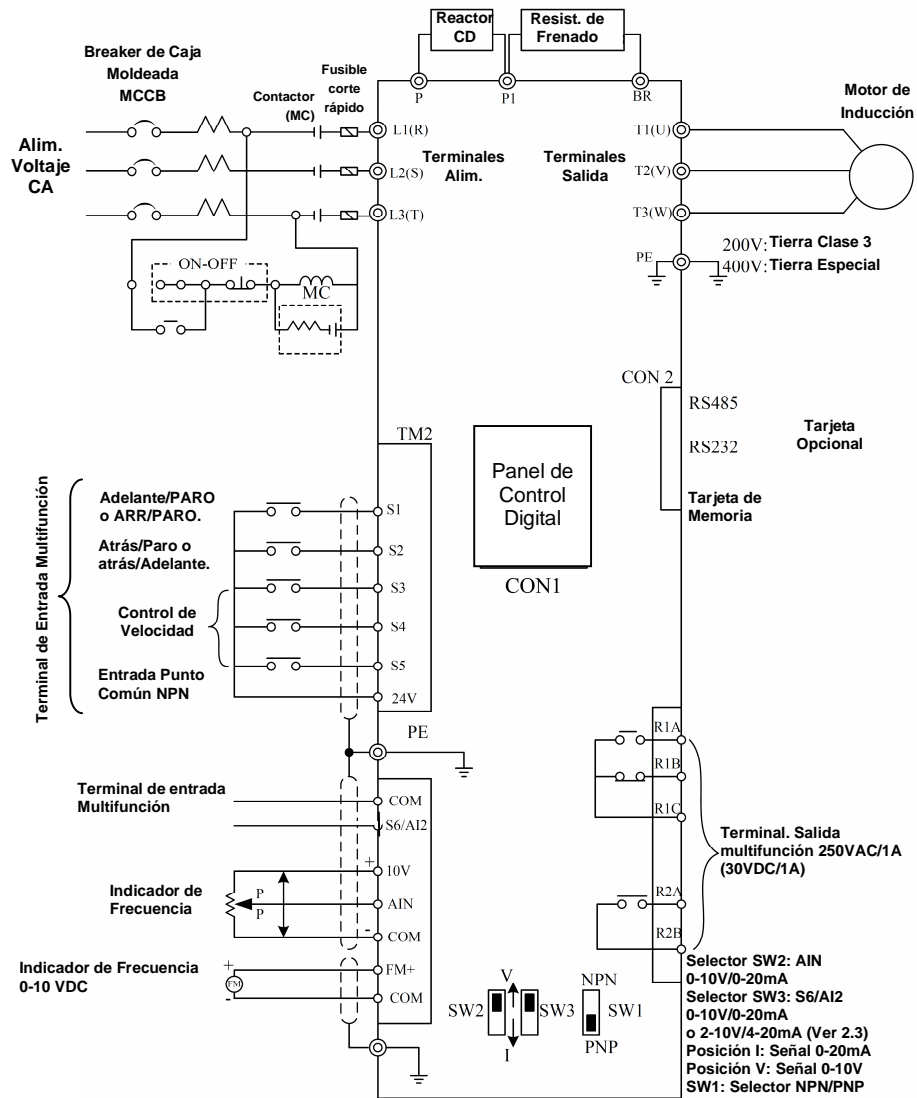 Reactor
CD
Resist. de
Frenado
Breaker de Caja
Moldeada
MCCB
Fusible
corte
rápido
Contactor
(MC)
P
P1
BR
Motor de
Inducción
L1(R)
T1(U)
Alim.
Voltaje
CA
Terminales
Alim.
Terminales
Salida
L2(S)
T2(V)
L3(T)
T3(W)
PE
200V: Tierra Clase 3
400V: Tierra Especial
ON-OFF
MC
CON 2
RS485
RS232
Tarjeta
Opcional
Tarjeta de
Memoria
TM2
Panel de
Control
Digital
CON1
Terminal de Entrada Multifunción
Adelante/PARO
o ARR/PARO.
S1
Atrás/Paro o
atrás/Adelante.
S2
S3
Control de
Velocidad
S4
S5
Entrada Punto
Común NPN
24V
PE
R1A
R1B
R1C
Terminal de entrada
Multifunción
COM
S6/AI2
Terminal. Salida
multifunción 250VAC/1A
(30VDC/1A)
+
10V
Indicador de
Frecuencia
P
P
AIN
-
COM
R2A
R2B
Indicador de Frecuencia
0-10 VDC
+
FM+
FM
-
COM
V
NPN
SW2
SW3
SW1
I
PNP
Selector SW2: AIN
0-10V/0-20mA
Selector SW3: S6/AI2
0-10V/0-20mA
o 2-10V/4-20mA (Ver 2.3)
Posición I: Señal 0-20mA
Posición V: Señal 0-10V
SW1: Selector NPN/PNP